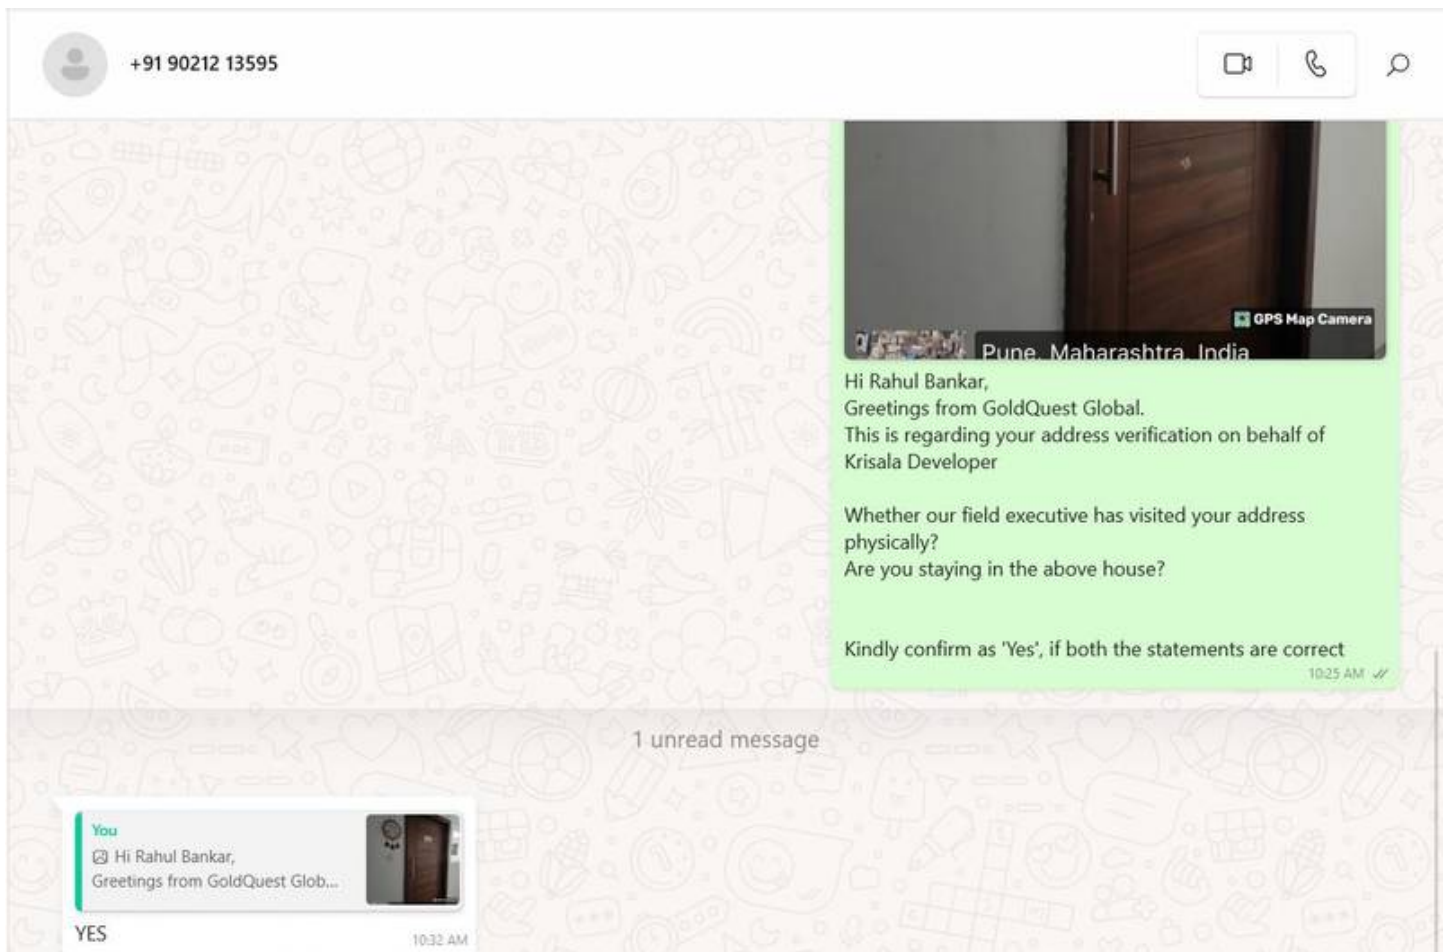 +91 90212 13595
GPS Map Camera
Pune, Maharashtra, India
Hi Rahul Bankar,
Greetings from GoldQuest Global.
This is regarding your address verification on behalf of
Krisala Developer
Whether our field executive has visited your address
physically?
Are you staying in the above house?
Kindly confirm as 'Yes', if both the statements are correct
10:25 AM
1 unread message
You
Hi Rahul Bankar,
Greetings from GoldQuest Glob...
YES
10:32 AM